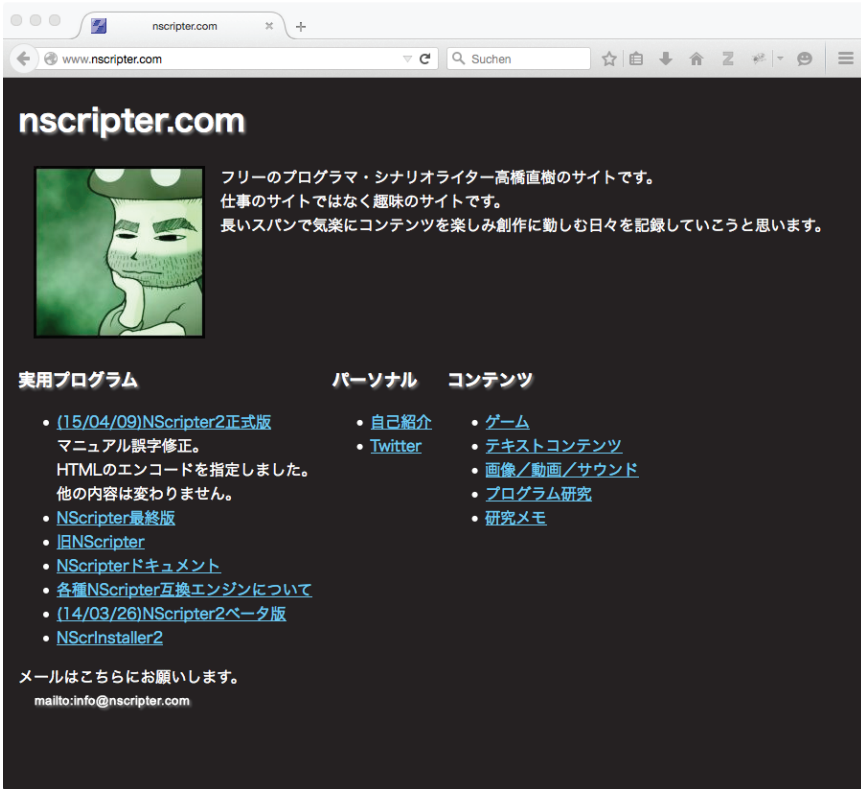 nscripter.com
www.nscripter.com
Suchen
nscripter.com
フリーのプログラマ・シナリオライター高橋直樹のサイトです。
仕事のサイトではなく趣味のサイトです。
長いスパンで気楽にコンテンツを楽しみ創作に勤しむ日々を記録していこうと思います。
実用プログラム
(15/04/09)NScripter2正式版
マニュアル誤字修正。
HTMLのエンコードを指定しました。
他の内容は変わりません。
NScripter最終版
旧NScripter
NScripterドキュメント
各種NScripter互換エンジンについて
(14/03/26)NScripter2ベータ版
NScrInstaller2
パーソナル
自己紹介
Twitter
コンテンツ
ゲーム
テキストコンテンツ
画像／動画／サウンド
プログラム研究
研究メモ
メールはこちらにお願いします。
mailto:info@nscripter.com